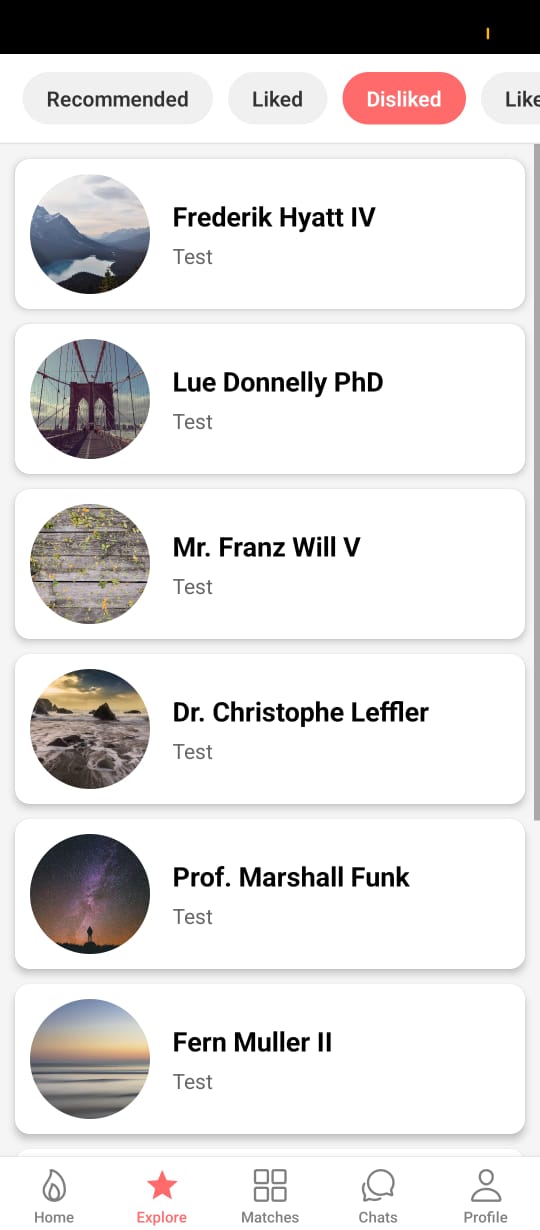 Recommended Liked Disliked Like
Frederik Hyatt IV
Test
Lue Donnelly PhD
Test
Mr. Franz Will V
Test
Dr. Christophe Leffler
Test
Prof. Marshall Funk
Test
Fern Muller II
Test
Home Explore Matches Chats Profile